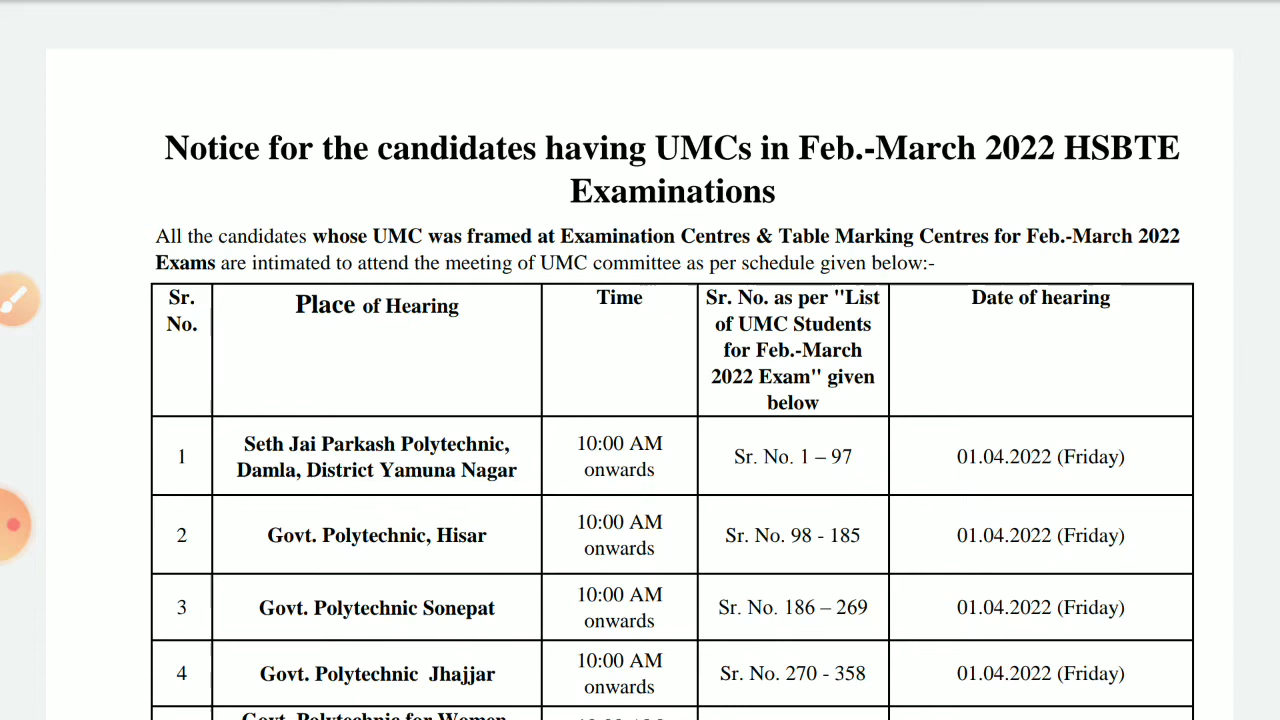 Notice for the candidates having UMCs in Feb.-March 2022 HSBTE
Examinations
All the candidates whose UMC was framed at Examination Centres & Table Marking Centres for Feb.-March 2022
Exams are intimated to attend the meeting of UMC committee as per schedule given below:-
Sr.
No.
Place of Hearing
Time
Sr. No. as per "List
of UMC Students
for Feb.-March
2022 Exam" given
below
Date of hearing
1
Seth Jai Parkash Polytechnic,
Damla, District Yamuna Nagar
10:00 AM
onwards
Sr. No. 1 – 97
01.04.2022 (Friday)
2
Govt. Polytechnic, Hisar
10:00 AM
onwards
Sr. No. 98 - 185
01.04.2022 (Friday)
3
Govt. Polytechnic Sonepat
10:00 AM
onwards
Sr. No. 186 – 269
01.04.2022 (Friday)
4
Govt. Polytechnic Jhajjar
10:00 AM
onwards
Sr. No. 270 - 358
01.04.2022 (Friday)
Govt. Polytechnic for Women